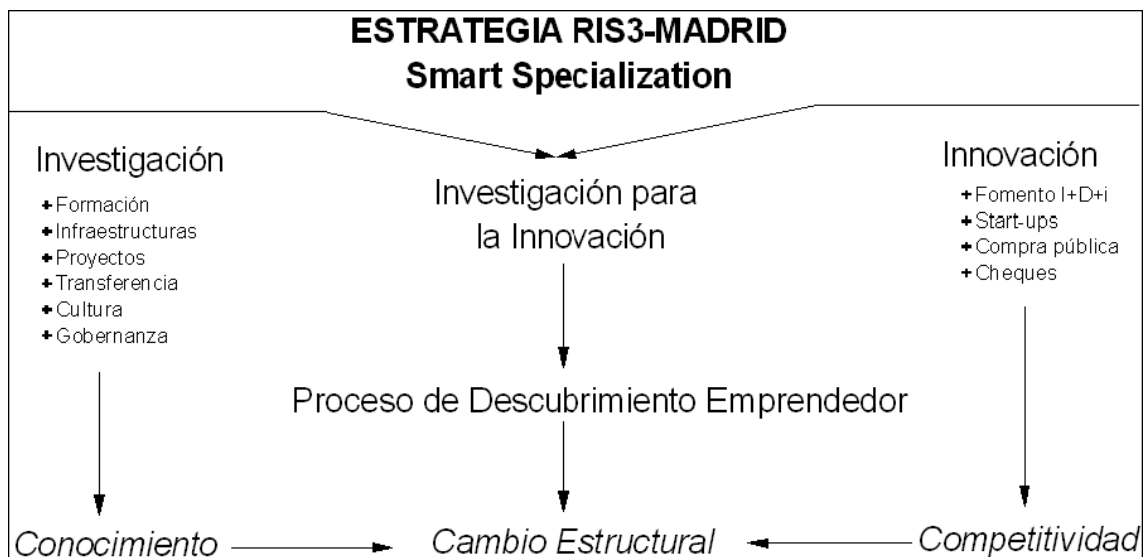 ESTRATEGIA RIS3-MADRID
Smart Specialization
Investigación
+Formación
+Infraestructuras
+Proyectos
+Transferencia
+Cultura
+Gobernanza
Investigación para
la Innovación
Innovación
+Fomento I+D+i
+Start-ups
+Compra pública
+Cheques
Proceso de Descubrimiento Emprendedor
Conocimiento
Cambio Estructural
Competitividad